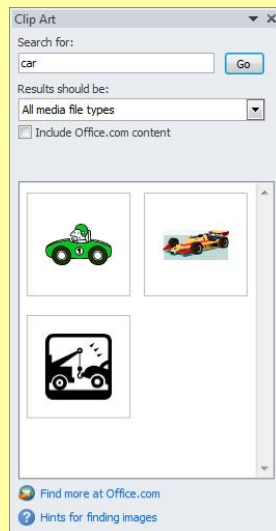 Clip Art
Search for:
car
Go
Results should be:
All media file types
Include Office.com content
1
Find more at Office.com
Hints for finding images